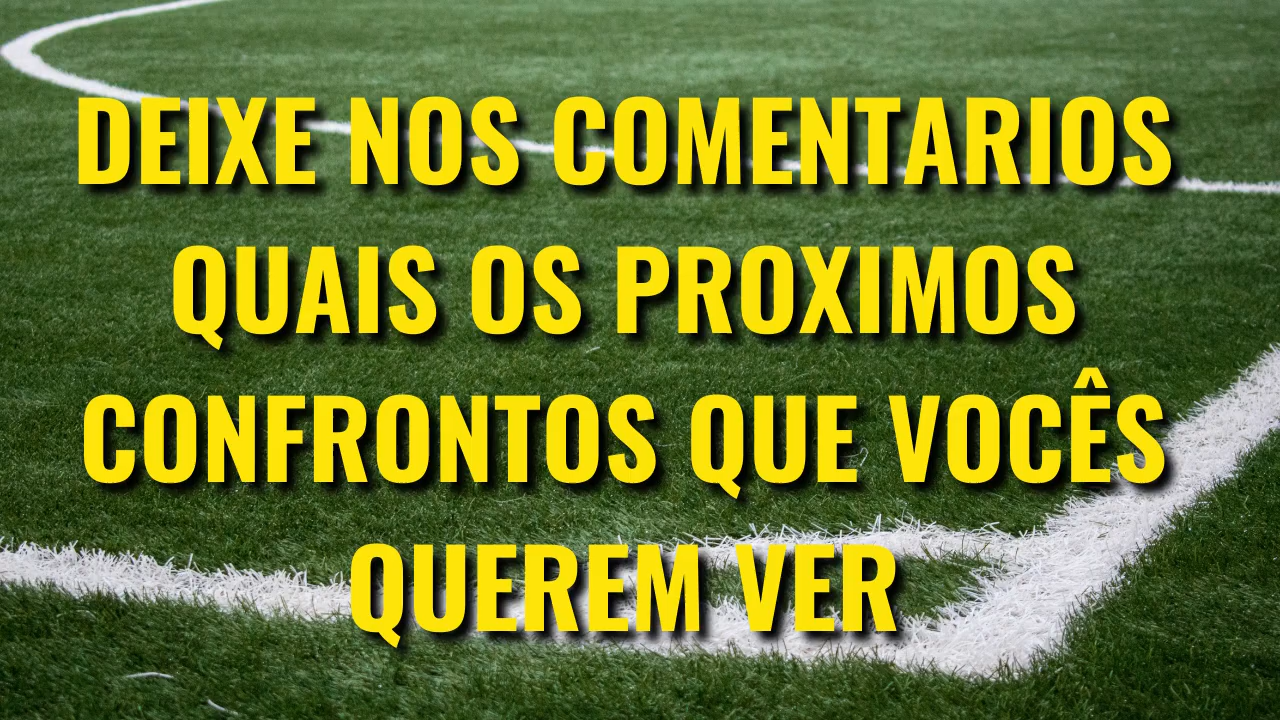 DEIXE NOS COMENTARIOS
QUAIS OS PROXIMOS
CONFRONTOS QUE VOCÊS
QUEREM VER